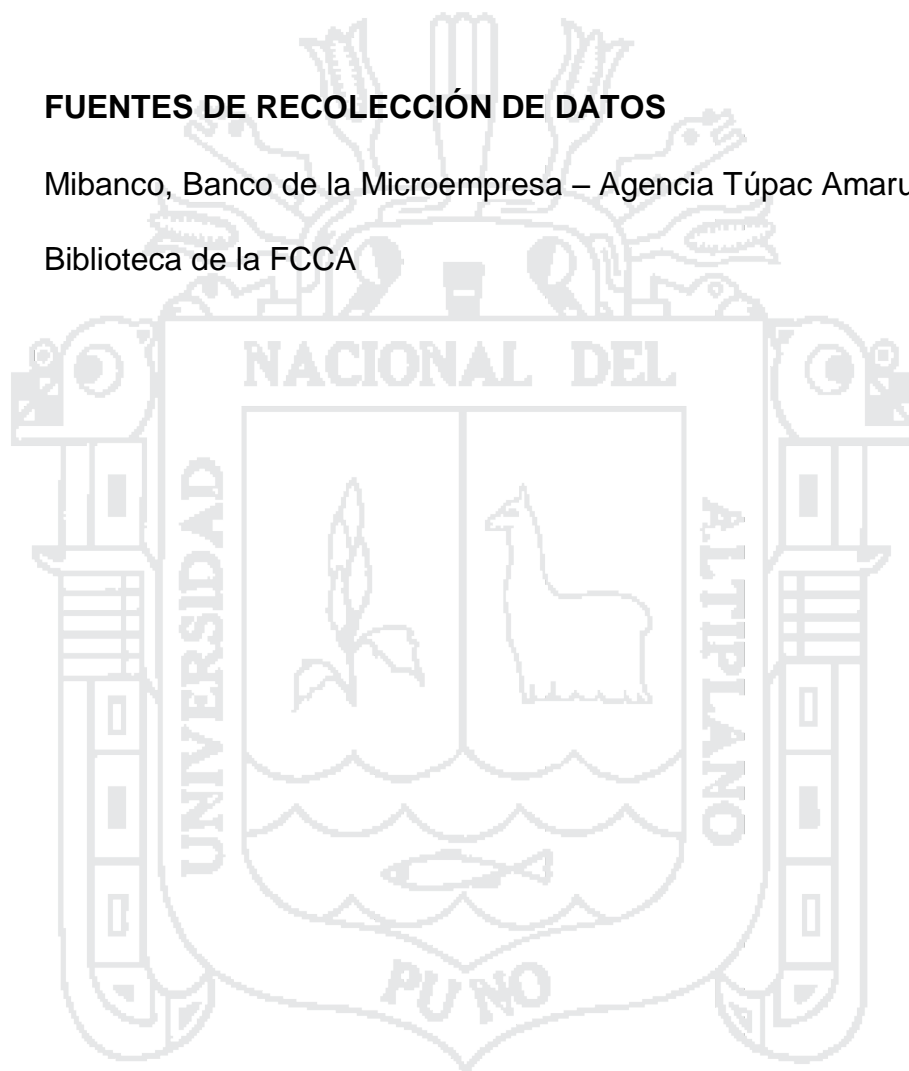 FUENTES DE RECOLECCIÓN DE DATOS
Mibanco, Banco de la Microempresa – Agencia Túpac Amaru
Biblioteca de la FCCA
UNIVERSIDAD
NACIONAL DEL
ALTIPLANO
PUNO